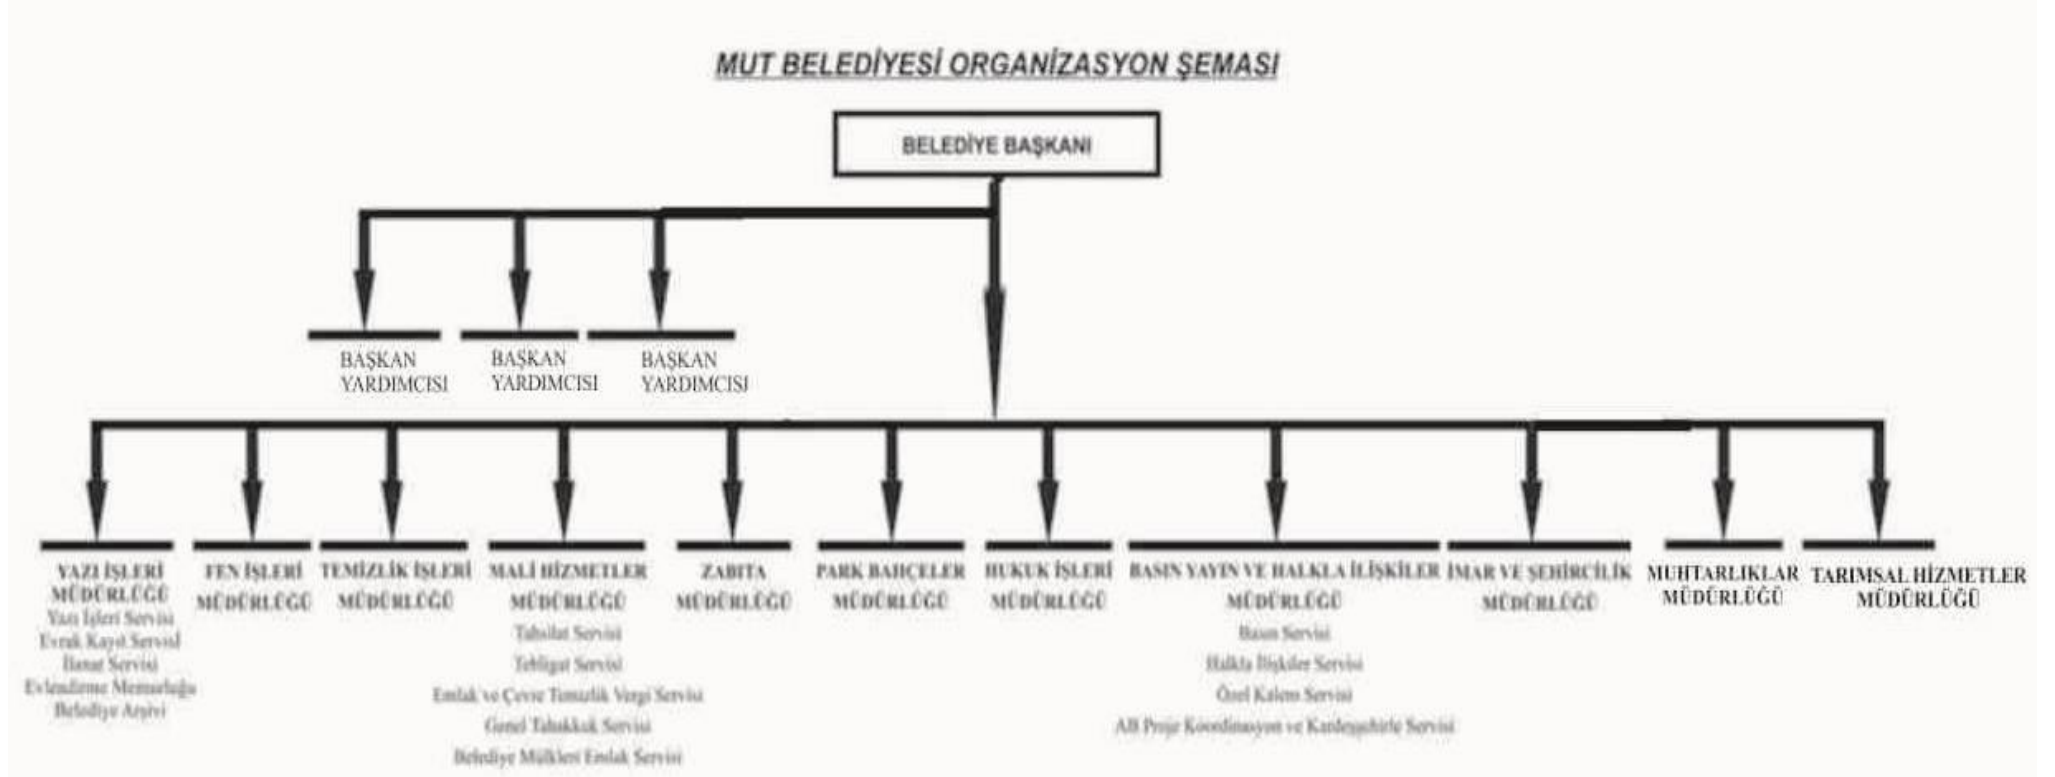 MUT BELEDİYESİ ORGANİZASYON ŞEMASI
BELEDİYE BAŞKANI
BAŞKAN
YARDIMCISI
BAŞKAN
YARDIMCISI
BAŞKAN
YARDIMCISI
YAZI İŞLERİ
MÜDÜRLÜĞÜ
Yazı İşleri Servisi
Evrak Kayıt Servisi
Servisi
Evlendirme Memurluğu
Belediye Arşivi
FEN İŞLERİ
MÜDÜRLÜĞÜ
TEMİZLİK İŞLERİ
MÜDÜRLÜĞÜ
MALİ HİZMETLER
MÜDÜRLÜĞÜ
Tahsilat Servisi
Tebligat Servisi
Emlak ve Çevre Temizlik Vergi Servisi
Genel Tahakkuk Servisi
Belediye Mülkleri Emlak Servisi
ZABITA
MÜDÜRLÜĞÜ
PARK BAHÇELER
MÜDÜRLÜĞÜ
HUKUK İŞLERİ
MÜDÜRLÜĞÜ
BASIN YAYIN VE HALKLA İLİŞKİLER
MÜDÜRLÜĞÜ
Basın Servisi
Halkla İlişkiler Servisi
Özel Kalem Servisi
AB Proje Koordinasyon ve Kardeşşehirle Servisi
İMAR VE ŞEHİRCİLİK
MÜDÜRLÜĞÜ
MUHTARLIKLAR
MÜDÜRLÜĞÜ
TARIMSAL HİZMETLER
MÜDÜRLÜĞÜ